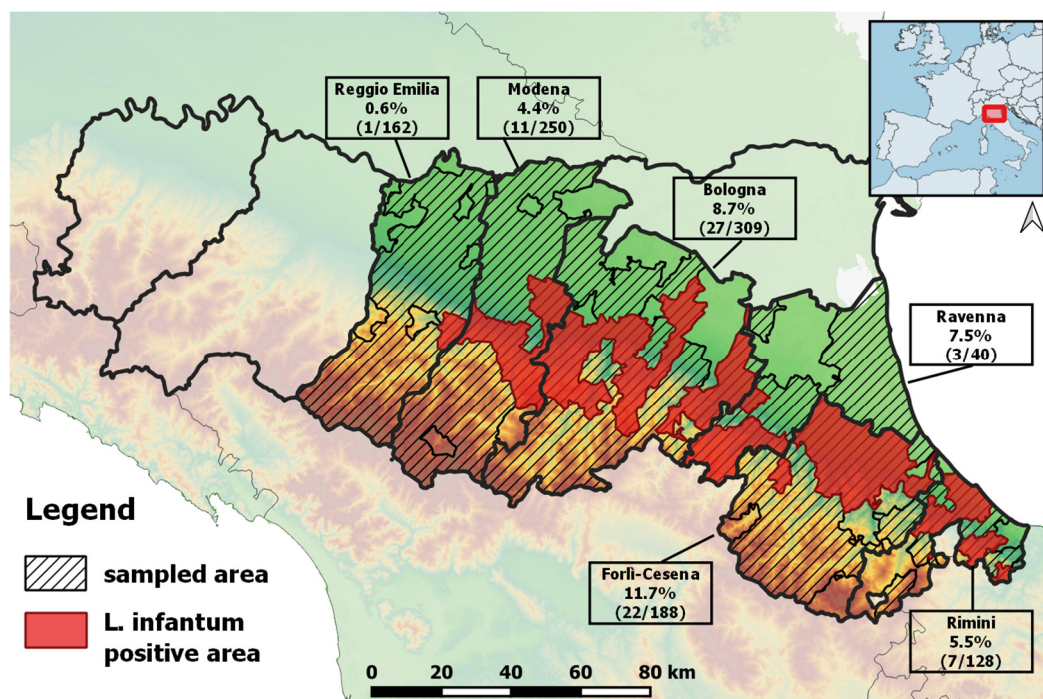 Reggio Emilia
0.6%
(1/162)
Modena
4.4%
(11/250)
Bologna
8.7%
(27/309)
Ravenna
7.5%
(3/40)
Forlì-Cesena
11.7%
(22/188)
Rimini
5.5%
(7/128)
Legend
sampled area
L. infantum
positive area
0 20 40 60 80 km